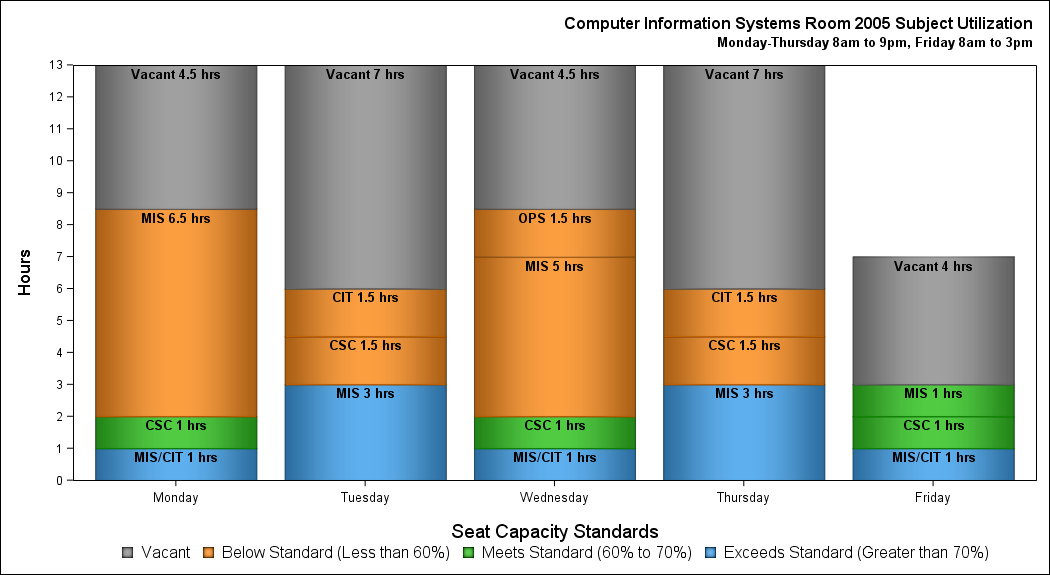 Computer Information Systems Room 2005 Subject Utilization
Monday-Thursday 8am to 9pm, Friday 8am to 3pm
Hours
13
12
11
10
9
8
7
6
5
4
3
2
1
0
Vacant 4.5 hrs
MIS 6.5 hrs
CSC 1 hrs
MIS/CIT 1 hrs
Vacant 7 hrs
CIT 1.5 hrs
CSC 1.5 hrs
MIS 3 hrs
Vacant 4.5 hrs
OPS 1.5 hrs
MIS 5 hrs
CSC 1 hrs
MIS/CIT 1 hrs
Vacant 7 hrs
CIT 1.5 hrs
CSC 1.5 hrs
MIS 3 hrs
Vacant 4 hrs
MIS 1 hrs
CSC 1 hrs
MIS/CIT 1 hrs
Monday Tuesday Wednesday Thursday Friday
Seat Capacity Standards
Vacant Below Standard (Less than 60%) Meets Standard (60% to 70%) Exceeds Standard (Greater than 70%)